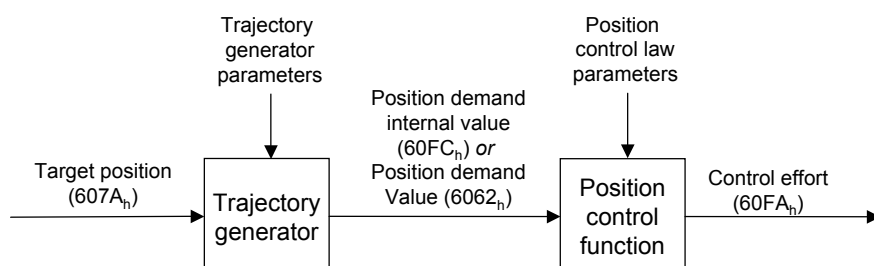 Trajectory
generator
parameters
Position
control law
parameters
Position demand
internal value
(60FCₕ) or
Position demand
Value (6062ₕ)
Target position
(607Aₕ)
Trajectory
generator
Position
control
function
Control effort
(60FAₕ)